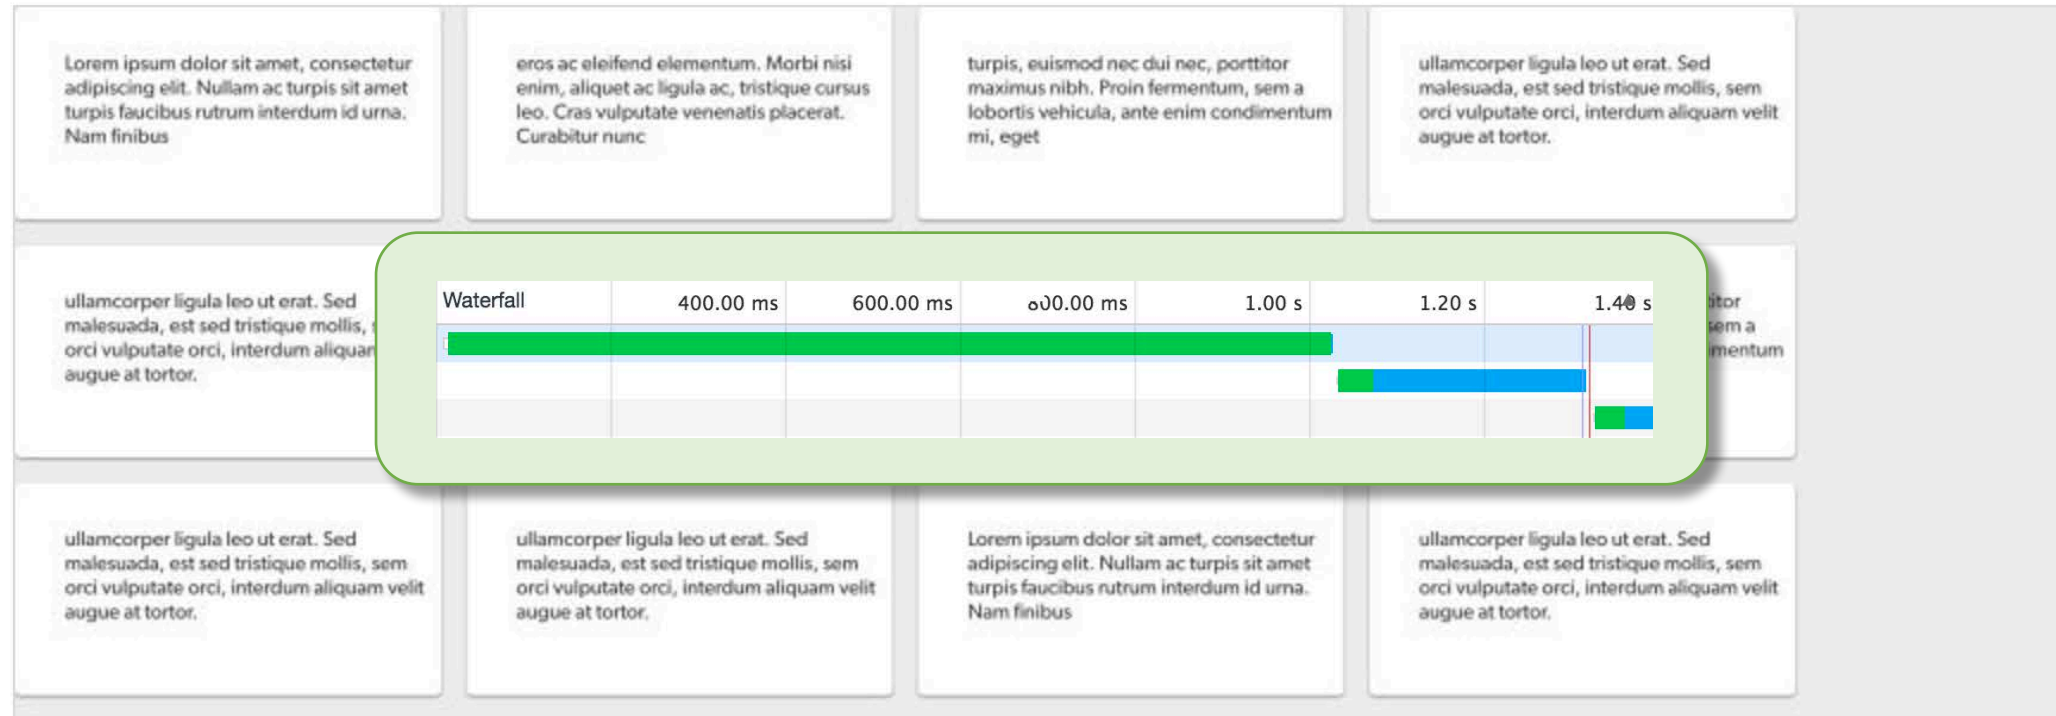 Lorem ipsum dolor sit amet, consectetur
adipiscing elit. Nullam ac turpis sit amet
turpis faucibus rutrum interdum id urna.
Nam finibus
eros ac eleifend elementum. Morbi nisi
enim, aliquet ac ligula ac, tristique cursus
leo. Cras vulputate venenatis placerat.
Curabitur nunc
turpis, euismod nec dui nec, porttitor
maximus nibh. Proin fermentum, sem a
lobortis vehicula, ante enim condimentum
mi, eget
ullamcorper ligula leo ut erat. Sed
malesuada, est sed tristique mollis, sem
orci vulputate orci, interdum aliquam velit
augue at tortor.
ullamcorper ligula leo ut erat. Sed
malesuada, est sed tristique mollis,
orci vulputate orci, interdum
augue at tortor.
Waterfall 400.00 ms 600.00 ms 1.00 s 1.20 s
sem a
ullamcorper ligula leo ut erat. Sed
malesuada, est sed tristique mollis, sem
orci vulputate orci, interdum aliquam velit
augue at tortor.
ullamcorper ligula leo ut erat. Sed
malesuada, est sed tristique mollis, sem
orci vulputate orci, interdum aliquam velit
augue at tortor.
Lorem ipsum dolor sit amet, consectetur
adipiscing elit. Nullam ac turpis sit amet
turpis faucibus rutrum interdum id urna.
Nam finibus
ullamcorper ligula leo ut erat. Sed
malesuada, est sed tristique mollis, sem
orci vulputate orci, interdum aliquam velit
augue at tortor.